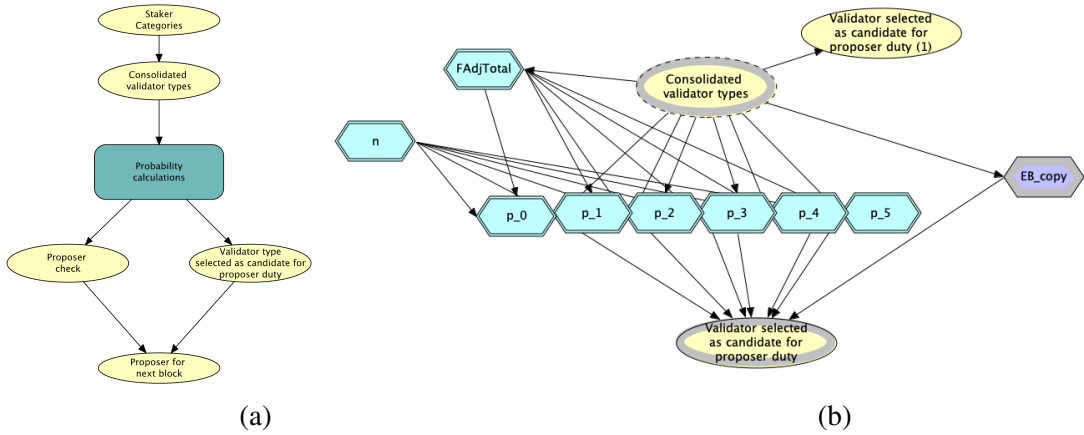 Staker
Categories
Consolidated
validator types
Probability
calculations
Proposer
check
Validator type
selected as candidate for
proposer duty
Proposer for
next block
(a)
Validator selected
as candidate for
proposer duty (1)
FAdjTotal
Consolidated
validator types
n
EB_copy
p_0
p_1
p_2
p_3
p_4
p_5
Validator selected
as candidate for
proposer duty
(b)